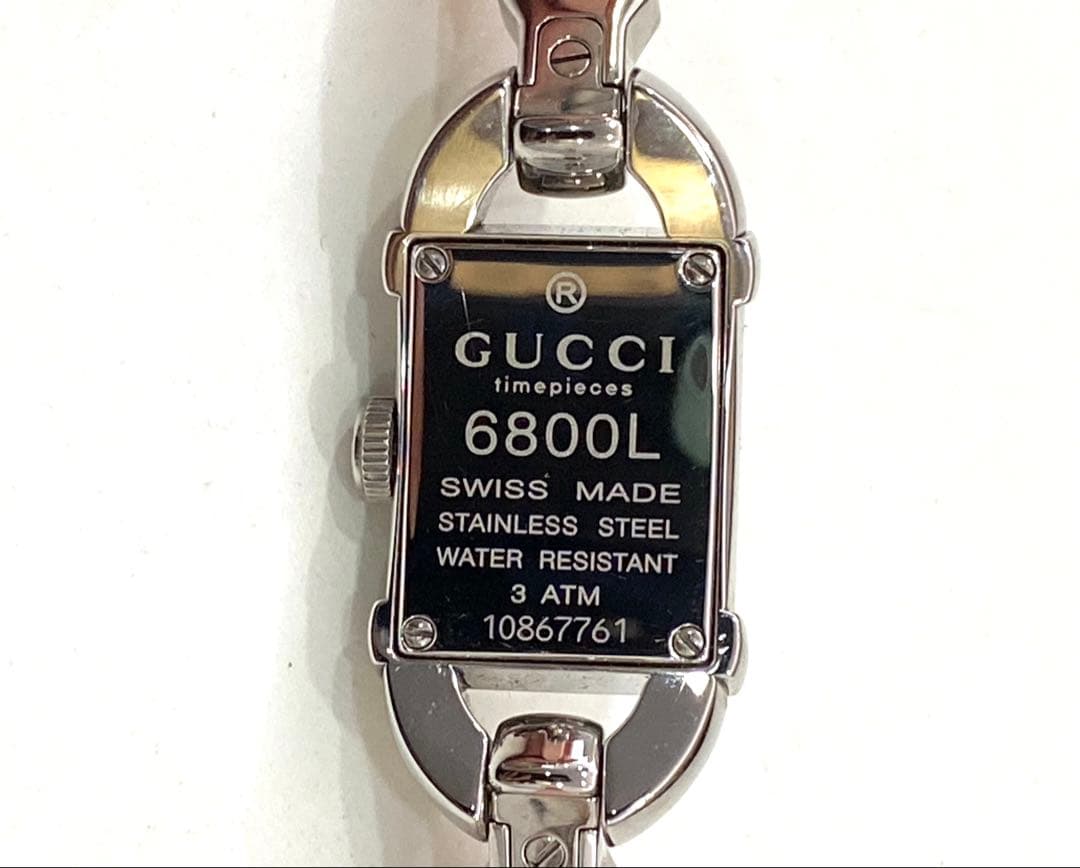 ®
GUCCI
timepieces
6800L
SWISS MADE
STAINLESS STEEL
WATER RESISTANT
3 ATM
10867761